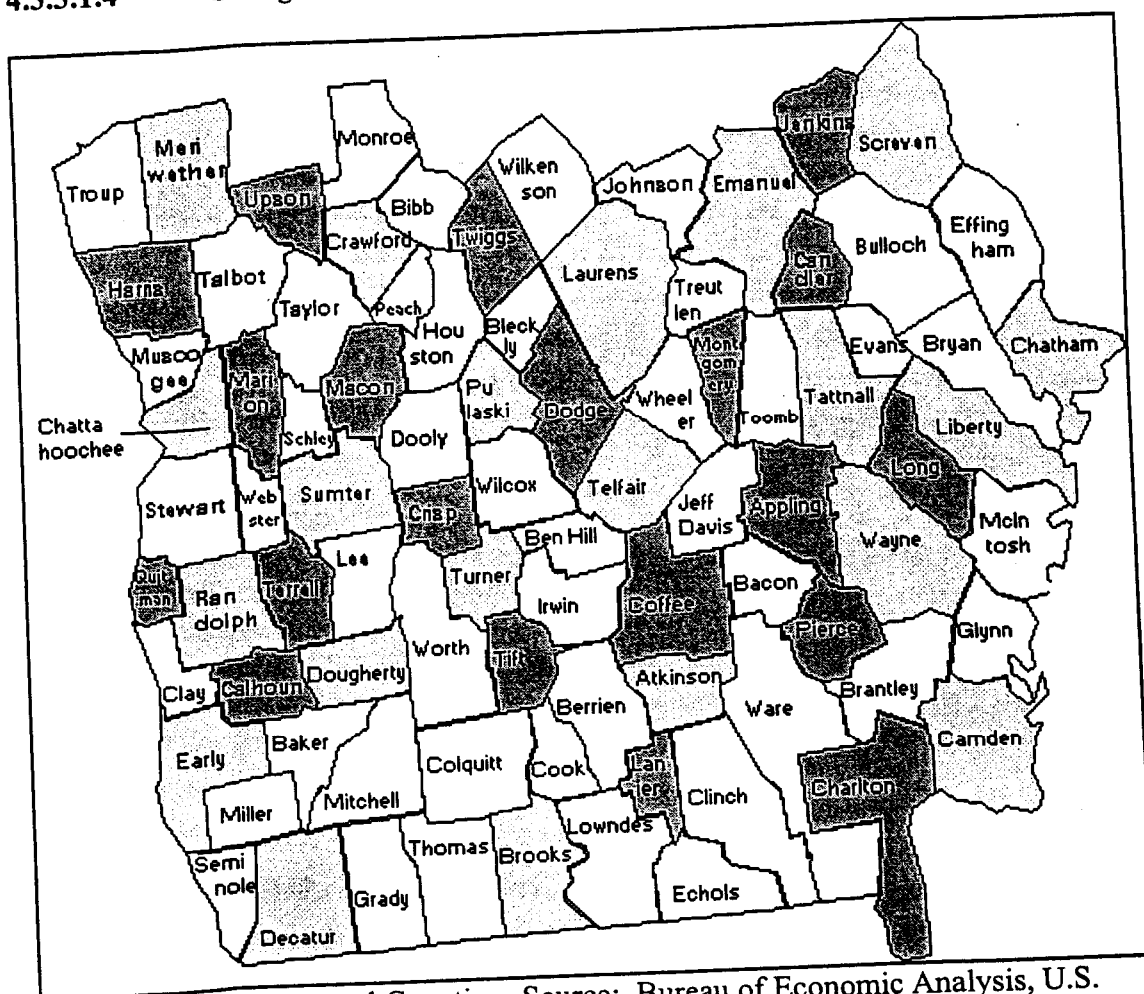 4.3.3.1.4
Monroe
Meri
wether
Troup
Upson
Bibb
Crawford
Twiggs
Wilken
son
Johnson
Emanuel
Jenkins
Screven
Effing
ham
Bulloch
Can
dler
Laurens
Treut
len
Harris
Talbot
Taylor
Peach
Hou
ston
Bleck
ly
Musco
gee
Mari
on
Macon
Pu
laski
Dodge
Wheel
er
Mont
gom
ery
Toomb
Tattnall
Evans
Bryan
Chatham
Chatta
hoochee
Schley
Dooly
Liberty
Long
Stewart
Web
ster
Sumter
Crisp
Wilcox
Telfair
Jeff
Davis
Appling
Wayne
McIn
tosh
Quit
man
Ran
dolph
Terrell
Lee
Turner
Ben Hill
Irwin
Coffee
Bacon
Pierce
Glynn
Clay
Calhoun
Dougherty
Worth
Tift
Berrien
Atkinson
Ware
Brantley
Camden
Early
Baker
Miller
Mitchell
Colquitt
Cook
Lan
ier
Clinch
Charlton
Semi
nole
Decatur
Grady
Thomas
Brooks
Lowndes
Echols
Source: Bureau of Economic Analysis, U.S.